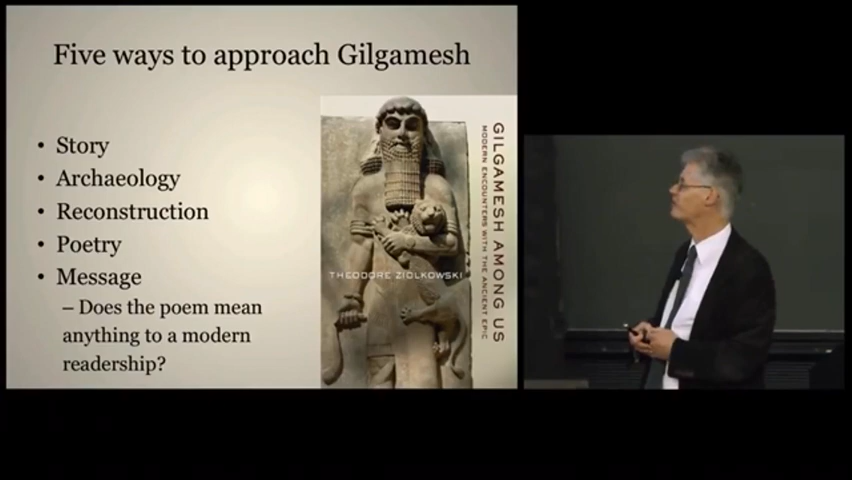 Five ways to approach Gilgamesh
• Story
• Archaeology
• Reconstruction
• Poetry
• Message
– Does the poem mean
anything to a modern
readership?
GILGAMESH AMONG US
MODERN ENCOUNTERS WITH THE ANCIENT EPIC
THEODORE ZIOLKOWSKI